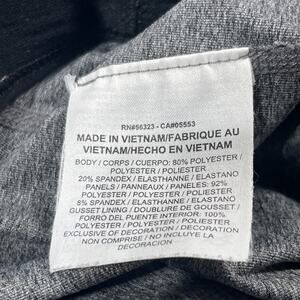 RN#56323 - CA#05553
MADE IN VIETNAM/FABRIQUE AU
VIETNAM/HECHO EN VIETNAM
BODY / CORPS / CUERPO: 80% POLYESTER /
POLYESTER / POLIESTER
20% SPANDEX / ELASTHANNE / ELASTANO
PANELS / PANNEAUX / PANELES: 92%
POLYESTER / POLYESTER / POLIESTER
8% SPANDEX / ELASTHANNE / ELASTANO
GUSSET LINING / DOUBLURE DE GOUSSET /
FORRO DEL PUENTE INTERIOR: 100%
POLYESTER / POLYESTER / POLIESTER
EXCLUSIVE OF DECORATION / DECORATION
NON COMPRISE / NO INCLUYE LA
DECORACION